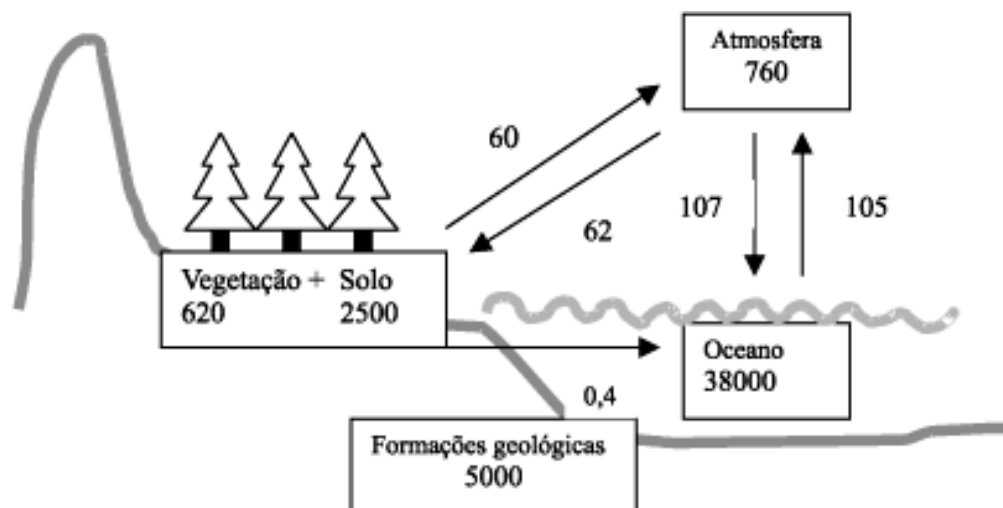 Atmosfera
760
60
62
107
105
Vegetação + Solo
620 2500
Oceano
38000
0,4
Formações geológicas
5000